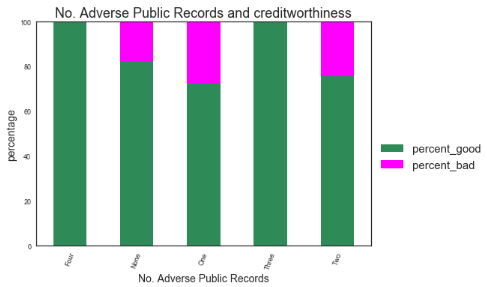 No. Adverse Public Records and creditworthiness
100
80
60
40
20
0
percentage
Four
None
One
Three
Two
No. Adverse Public Records
percent_good
percent_bad